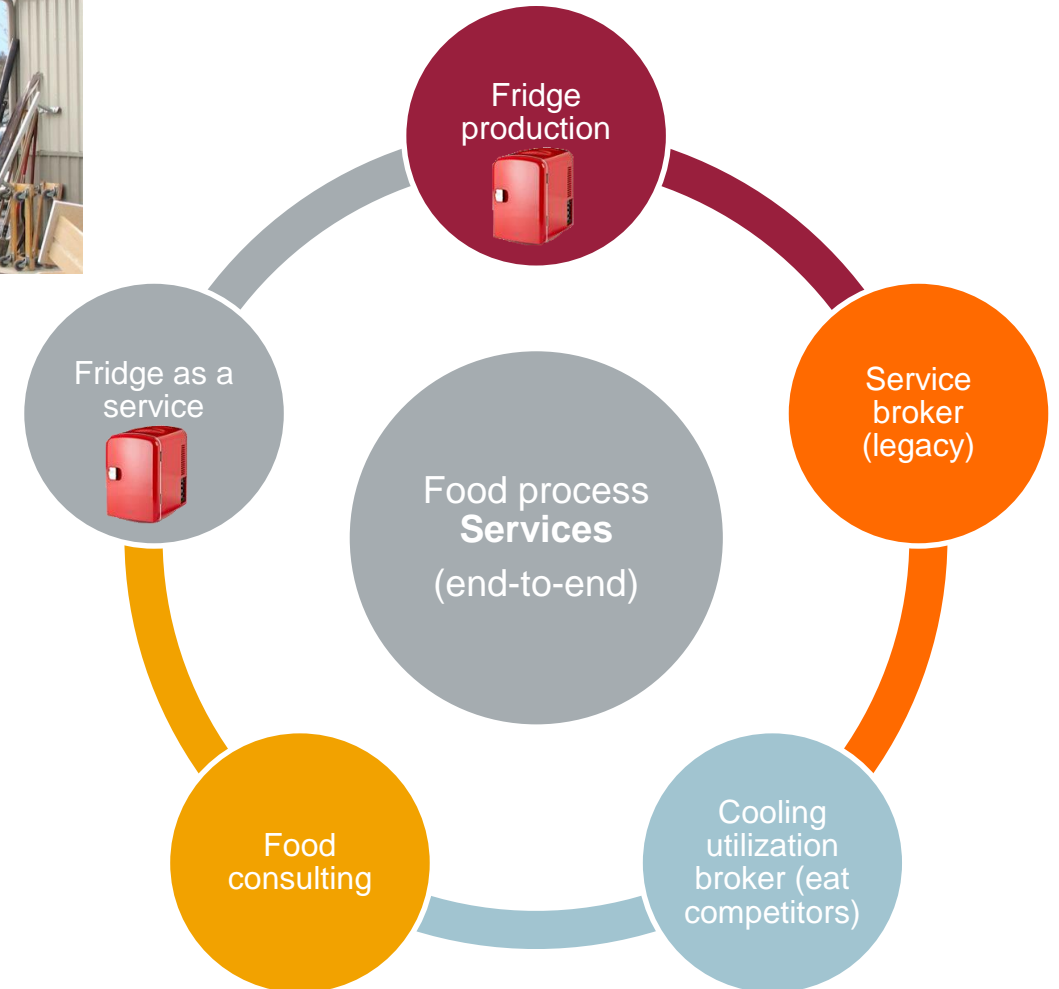 Fridge
production
Service
broker
(legacy)
Cooling
utilization
broker (eat
competitors)
Food
consulting
Fridge as a
service
Food process
Services
(end-to-end)